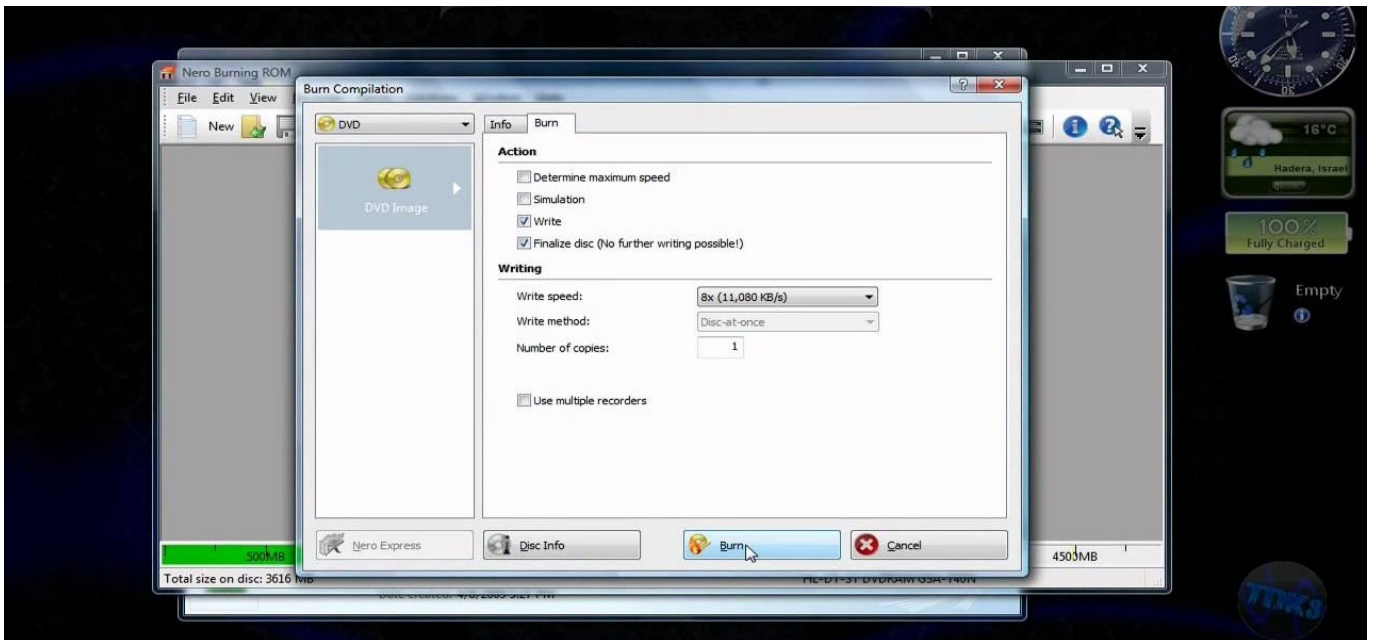 Nero Burning ROM
File Edit View
New
Burn Compilation
DVD
DVD Image
Info Burn
Action
Determine maximum speed
Simulation
Write
Finalize disc (No further writing possible!)
Writing
Write speed: 8x (11,080 KB/s)
Write method: Disc-at-once
Number of copies: 1
Use multiple recorders
Nero Express
Disc Info
Burn
Cancel
500MB
4500MB
Total size on disc: 3616 MB
OMEGA
16°C
Hadera, Israel
100%
Fully Charged
Empty